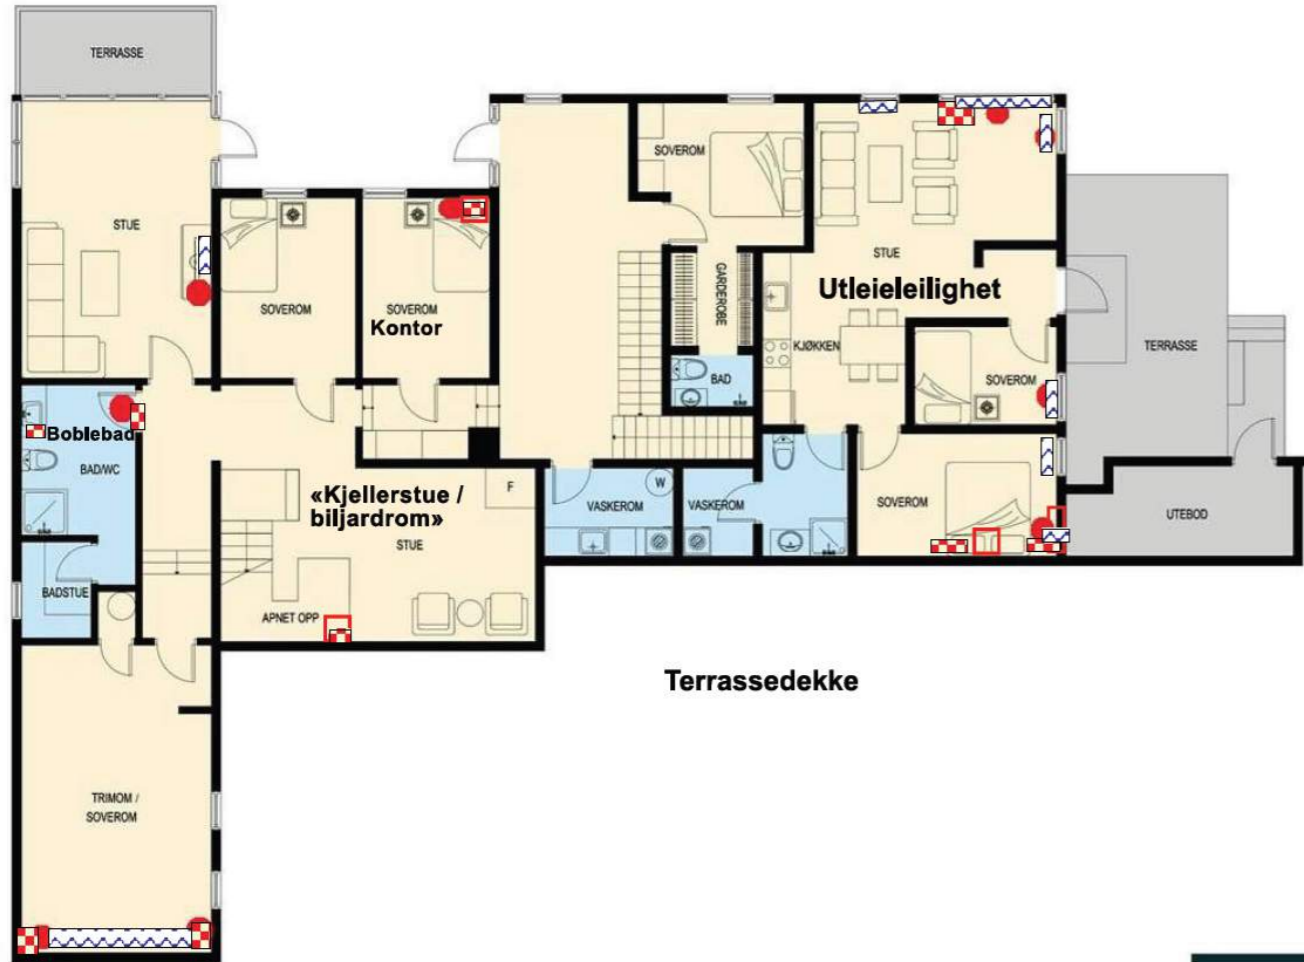 TERRASSE
SOVEROM
STUE
STUE
SOVEROM
SOVEROM
Kontor
GARDEROBE
Utleieleilighet
KJØKKEN
TERRASSE
BAD
SOVEROM
Boblebad
BAD/WC
«Kjellerstue /
biljardrom»
F
STUE
W
VASKEROM
VASKEROM
SOVEROM
UTEBOD
BADSTUE
APNET OPP
Terrassedekke
TRIMOM /
SOVEROM